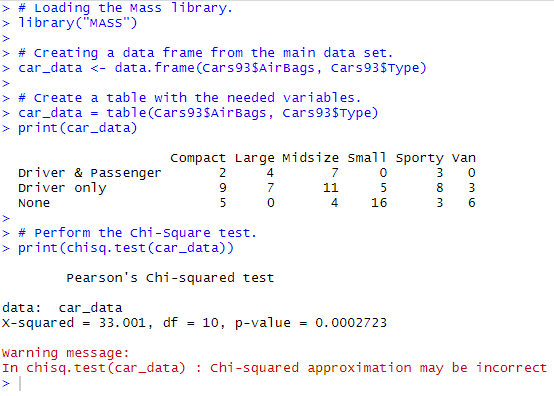 > # Loading the Mass library.
> library("MASS")
>
> # Creating a data frame from the main data set.
> car_data <- data.frame(Cars93$AirBags, Cars93$Type)
>
> # Create a table with the needed variables.
> car_data = table(Cars93$AirBags, Cars93$Type)
> print(car_data)
Compact Large Midsize Small Sporty Van
Driver & Passenger 2 4 7 0 3 0
Driver only 9 7 11 5 8 3
None 5 0 4 16 3 6
>
> # Perform the Chi-Square test.
> print(chisq.test(car_data))
Pearson's Chi-squared test
data: car_data
X-squared = 33.001, df = 10, p-value = 0.0002723
Warning message:
In chisq.test(car_data) : Chi-squared approximation may be incorrect
>